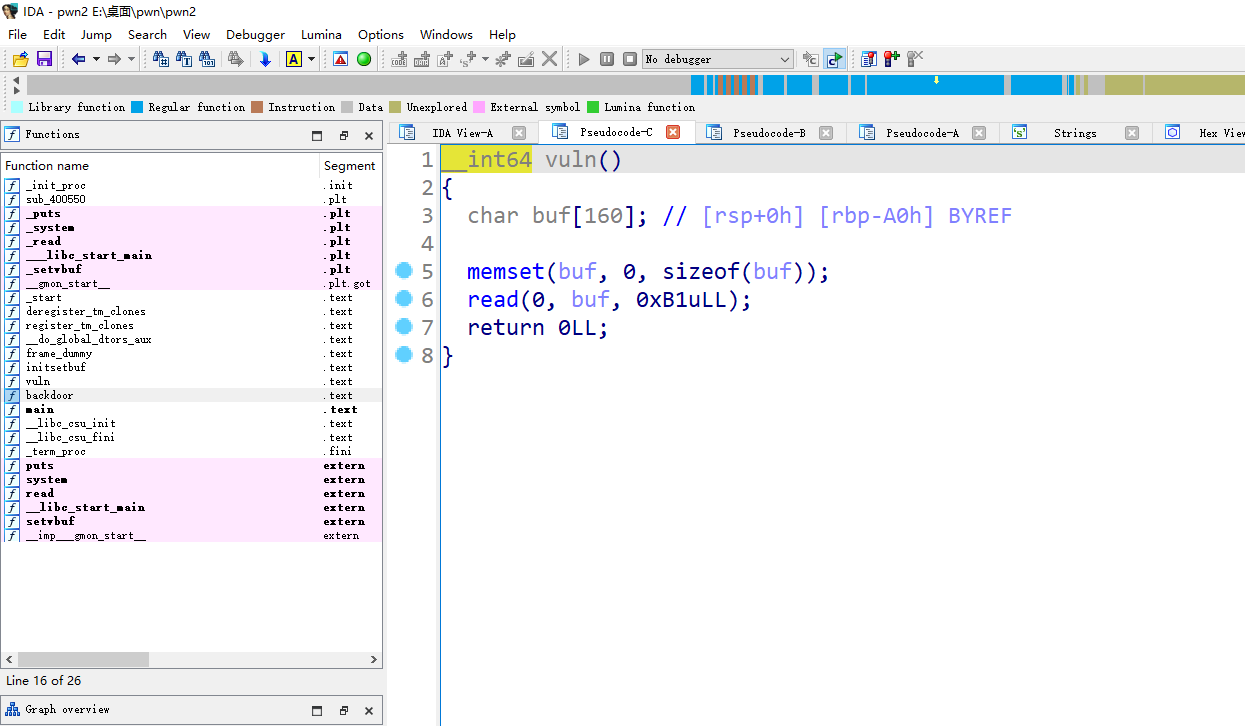 IDA - pwn2 E:\桌面\pwn\pwn2
File Edit Jump Search View Debugger Lumina Options Windows Help
No debugger
Library function Regular function Instruction Data Unexplored External symbol Lumina function
Functions
IDA View-A Pseudocode-C Pseudocode-B Pseudocode-A Strings Hex View
Function name Segment
_init_proc .init
sub_400550 .plt
_puts .plt
_system .plt
_read .plt
___libc_start_main .plt
_setvbuf .plt
__gmon_start__ .plt.got
_start .text
deregister_tm_clones .text
register_tm_clones .text
__do_global_dtors_aux .text
frame_dummy .text
initsetbuf .text
vuln .text
backdoor .text
main .text
__libc_csu_init .text
__libc_csu_fini .text
_term_proc .fini
puts extern
system extern
read extern
__libc_start_main extern
setvbuf extern
__imp___gmon_start__ extern
Line 16 of 26
Graph overview
1 __int64 vuln()
2 {
3 char buf[160]; // [rsp+0h] [rbp-A0h] BYREF
4
5 memset(buf, 0, sizeof(buf));
6 read(0, buf, 0xB1uLL);
7 return 0LL;
8 }